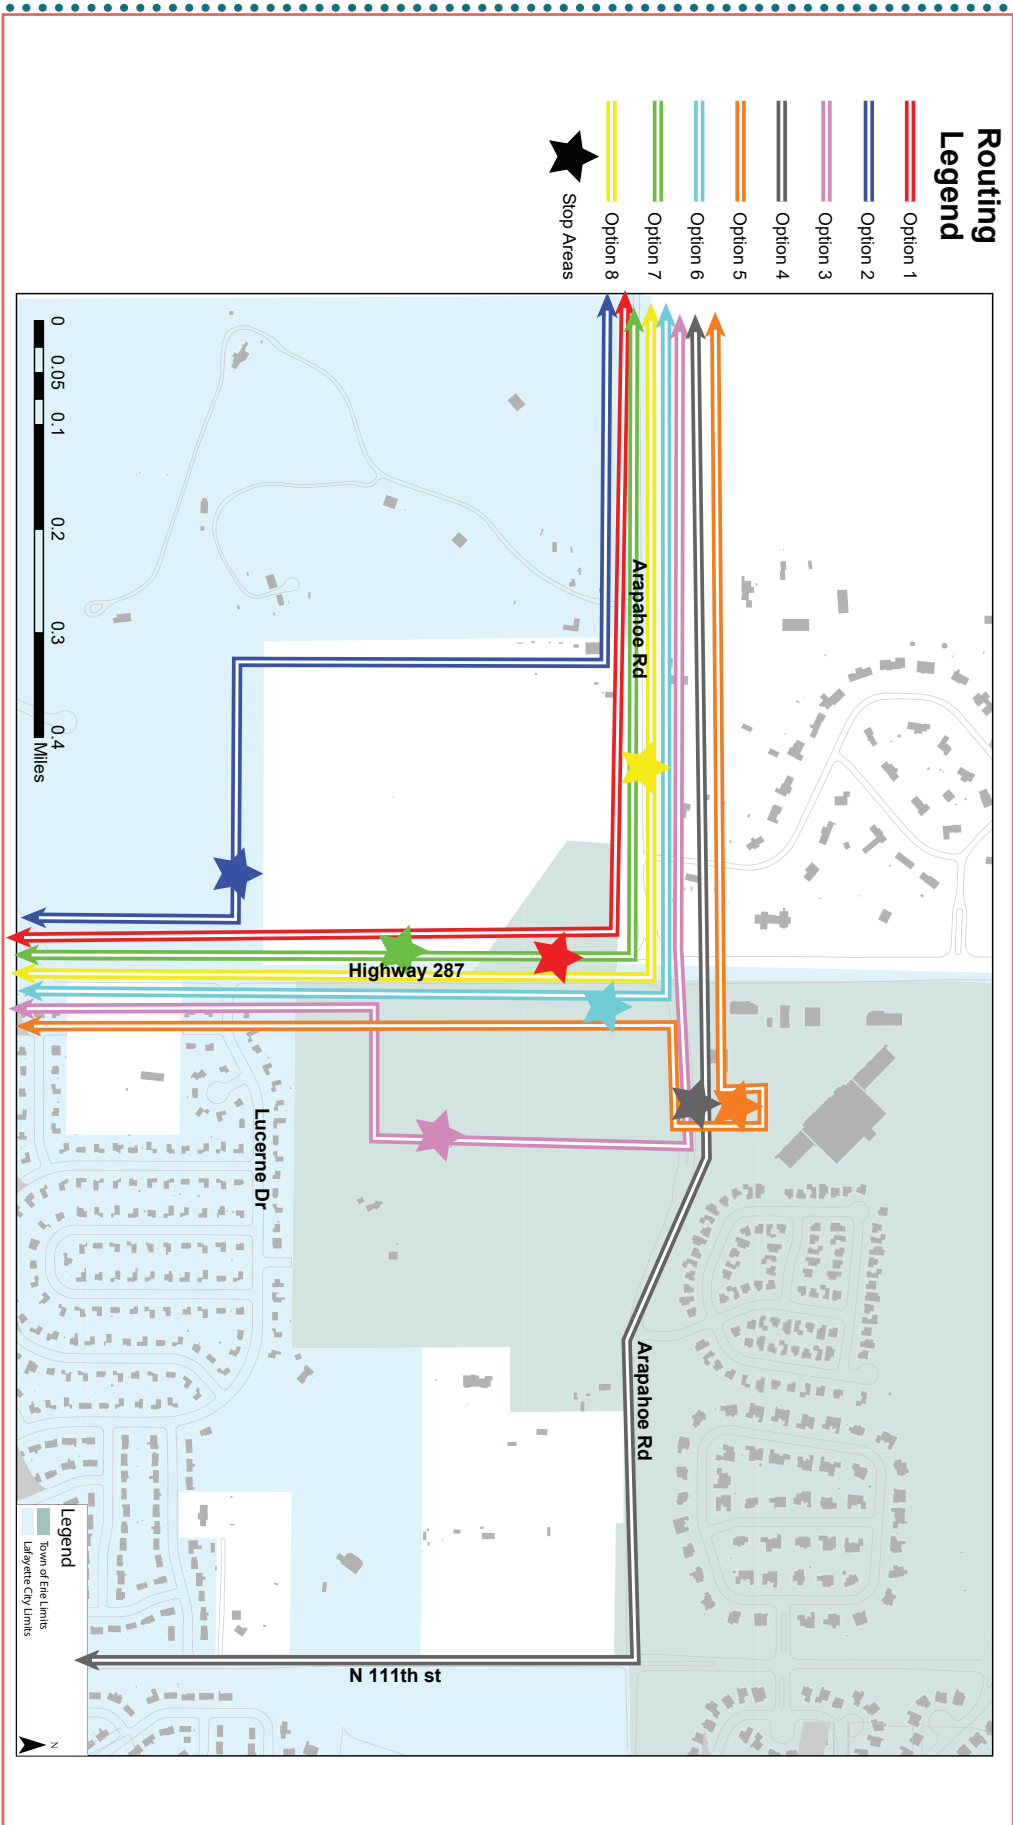 Routing
Legend
Option 1
Option 2
Option 3
Option 4
Option 5
Option 6
Option 7
Option 8
Stop Areas
Arapahoe Rd
Highway 287
Lucerne Dr
Arapahoe Rd
N 111th st
0 0.05 0.1 0.2 0.3 0.4
Miles
Legend
Town of Erie Limits
Lafayette City Limits
N